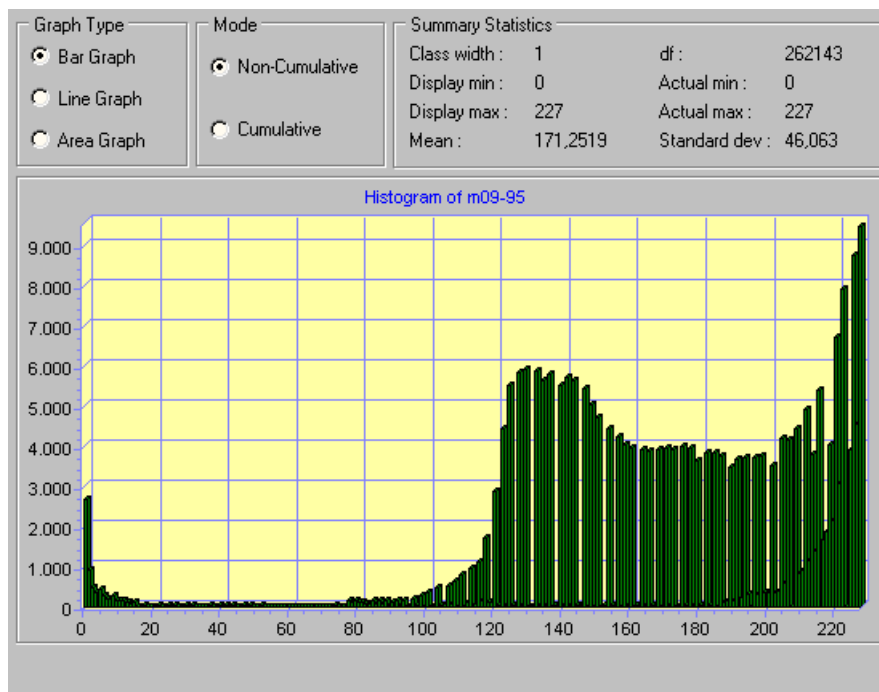 Graph Type
Bar Graph
Line Graph
Area Graph
Mode
Non-Cumulative
Cumulative
Summary Statistics
Class width : 1 df : 262143
Display min : 0 Actual min : 0
Display max : 227 Actual max : 227
Mean : 171,2519 Standard dev : 46,063
Histogram of m09-95
9.000
8.000
7.000
6.000
5.000
4.000
3.000
2.000
1.000
0
0 20 40 60 80 100 120 140 160 180 200 220